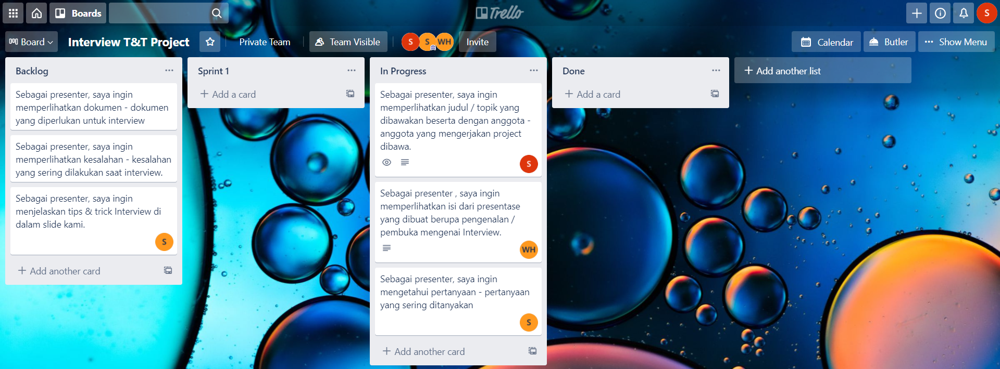 Boards
Trello
S
Board
Interview T&T Project
Private Team
Team Visible
S
S
WH
Invite
Calendar
Butler
Show Menu
Backlog
Sebagai presenter, saya ingin
memperlihatkan dokumen - dokumen
yang diperlukan untuk interview
Sebagai presenter, saya ingin
memperlihatkan kesalahan - kesalahan
yang sering dilakukan saat interview.
Sebagai presenter, saya ingin
menjelaskan tips & trick Interview di
dalam slide kami.
S
+ Add another card
Sprint 1
+ Add a card
In Progress
Sebagai presenter, saya ingin
memperlihatkan judul / topik yang
dibawakan beserta dengan anggota -
anggota yang mengerjakan project
dibawa.
S
Sebagai presenter , saya ingin
memperlihatkan isi dari presentase
yang dibuat berupa pengenalan /
pembuka mengenai Interview.
WH
Sebagai presenter, saya ingin
mengetahui pertanyaan - pertanyaan
yang sering ditanyakan
S
+ Add another card
Done
+ Add a card
+ Add another list